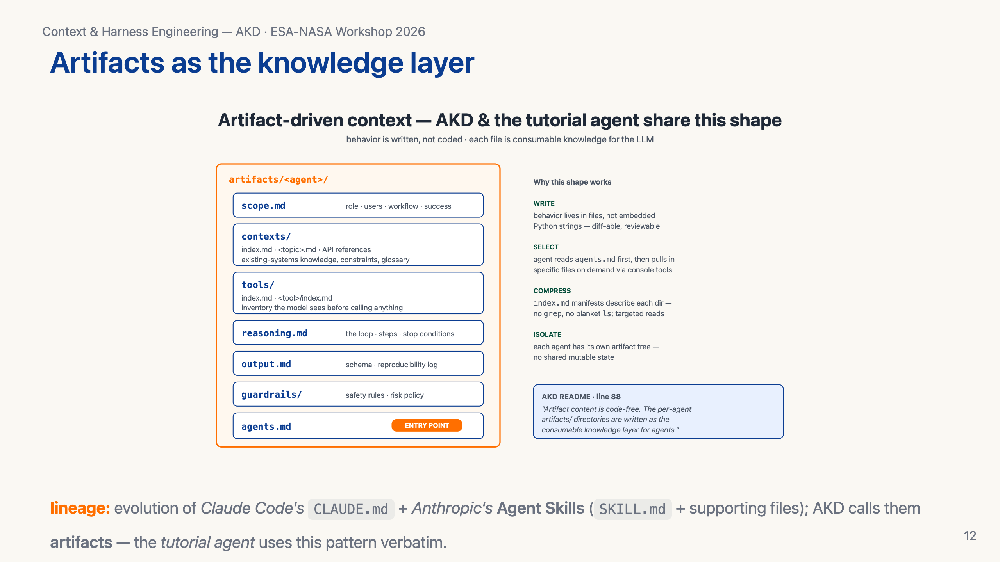 Context & Harness Engineering — AKD · ESA-NASA Workshop 2026
Artifacts as the knowledge layer
Artifact-driven context — AKD & the tutorial agent share this shape
behavior is written, not coded · each file is consumable knowledge for the LLM
artifacts/<agent>/
scope.md role · users · workflow · success
contexts/
index.md · <topic>.md · API references
existing-systems knowledge, constraints, glossary
tools/
index.md · <tool>/index.md
inventory the model sees before calling anything
reasoning.md the loop · steps · stop conditions
output.md schema · reproducibility log
guardrails/ safety rules · risk policy
agents.md ENTRY POINT
Why this shape works
WRITE
behavior lives in files, not embedded
Python strings — diff-able, reviewable
SELECT
agent reads agents.md first, then pulls in
specific files on demand via console tools
COMPRESS
index.md manifests describe each dir —
no grep, no blanket ls; targeted reads
ISOLATE
each agent has its own artifact tree —
no shared mutable state
AKD README · line 88
"Artifact content is code-free. The per-agent
artifacts/ directories are written as the
consumable knowledge layer for agents."
lineage: evolution of Claude Code's CLAUDE.md + Anthropic's Agent Skills (SKILL.md + supporting files); AKD calls them
artifacts — the tutorial agent uses this pattern verbatim.
12